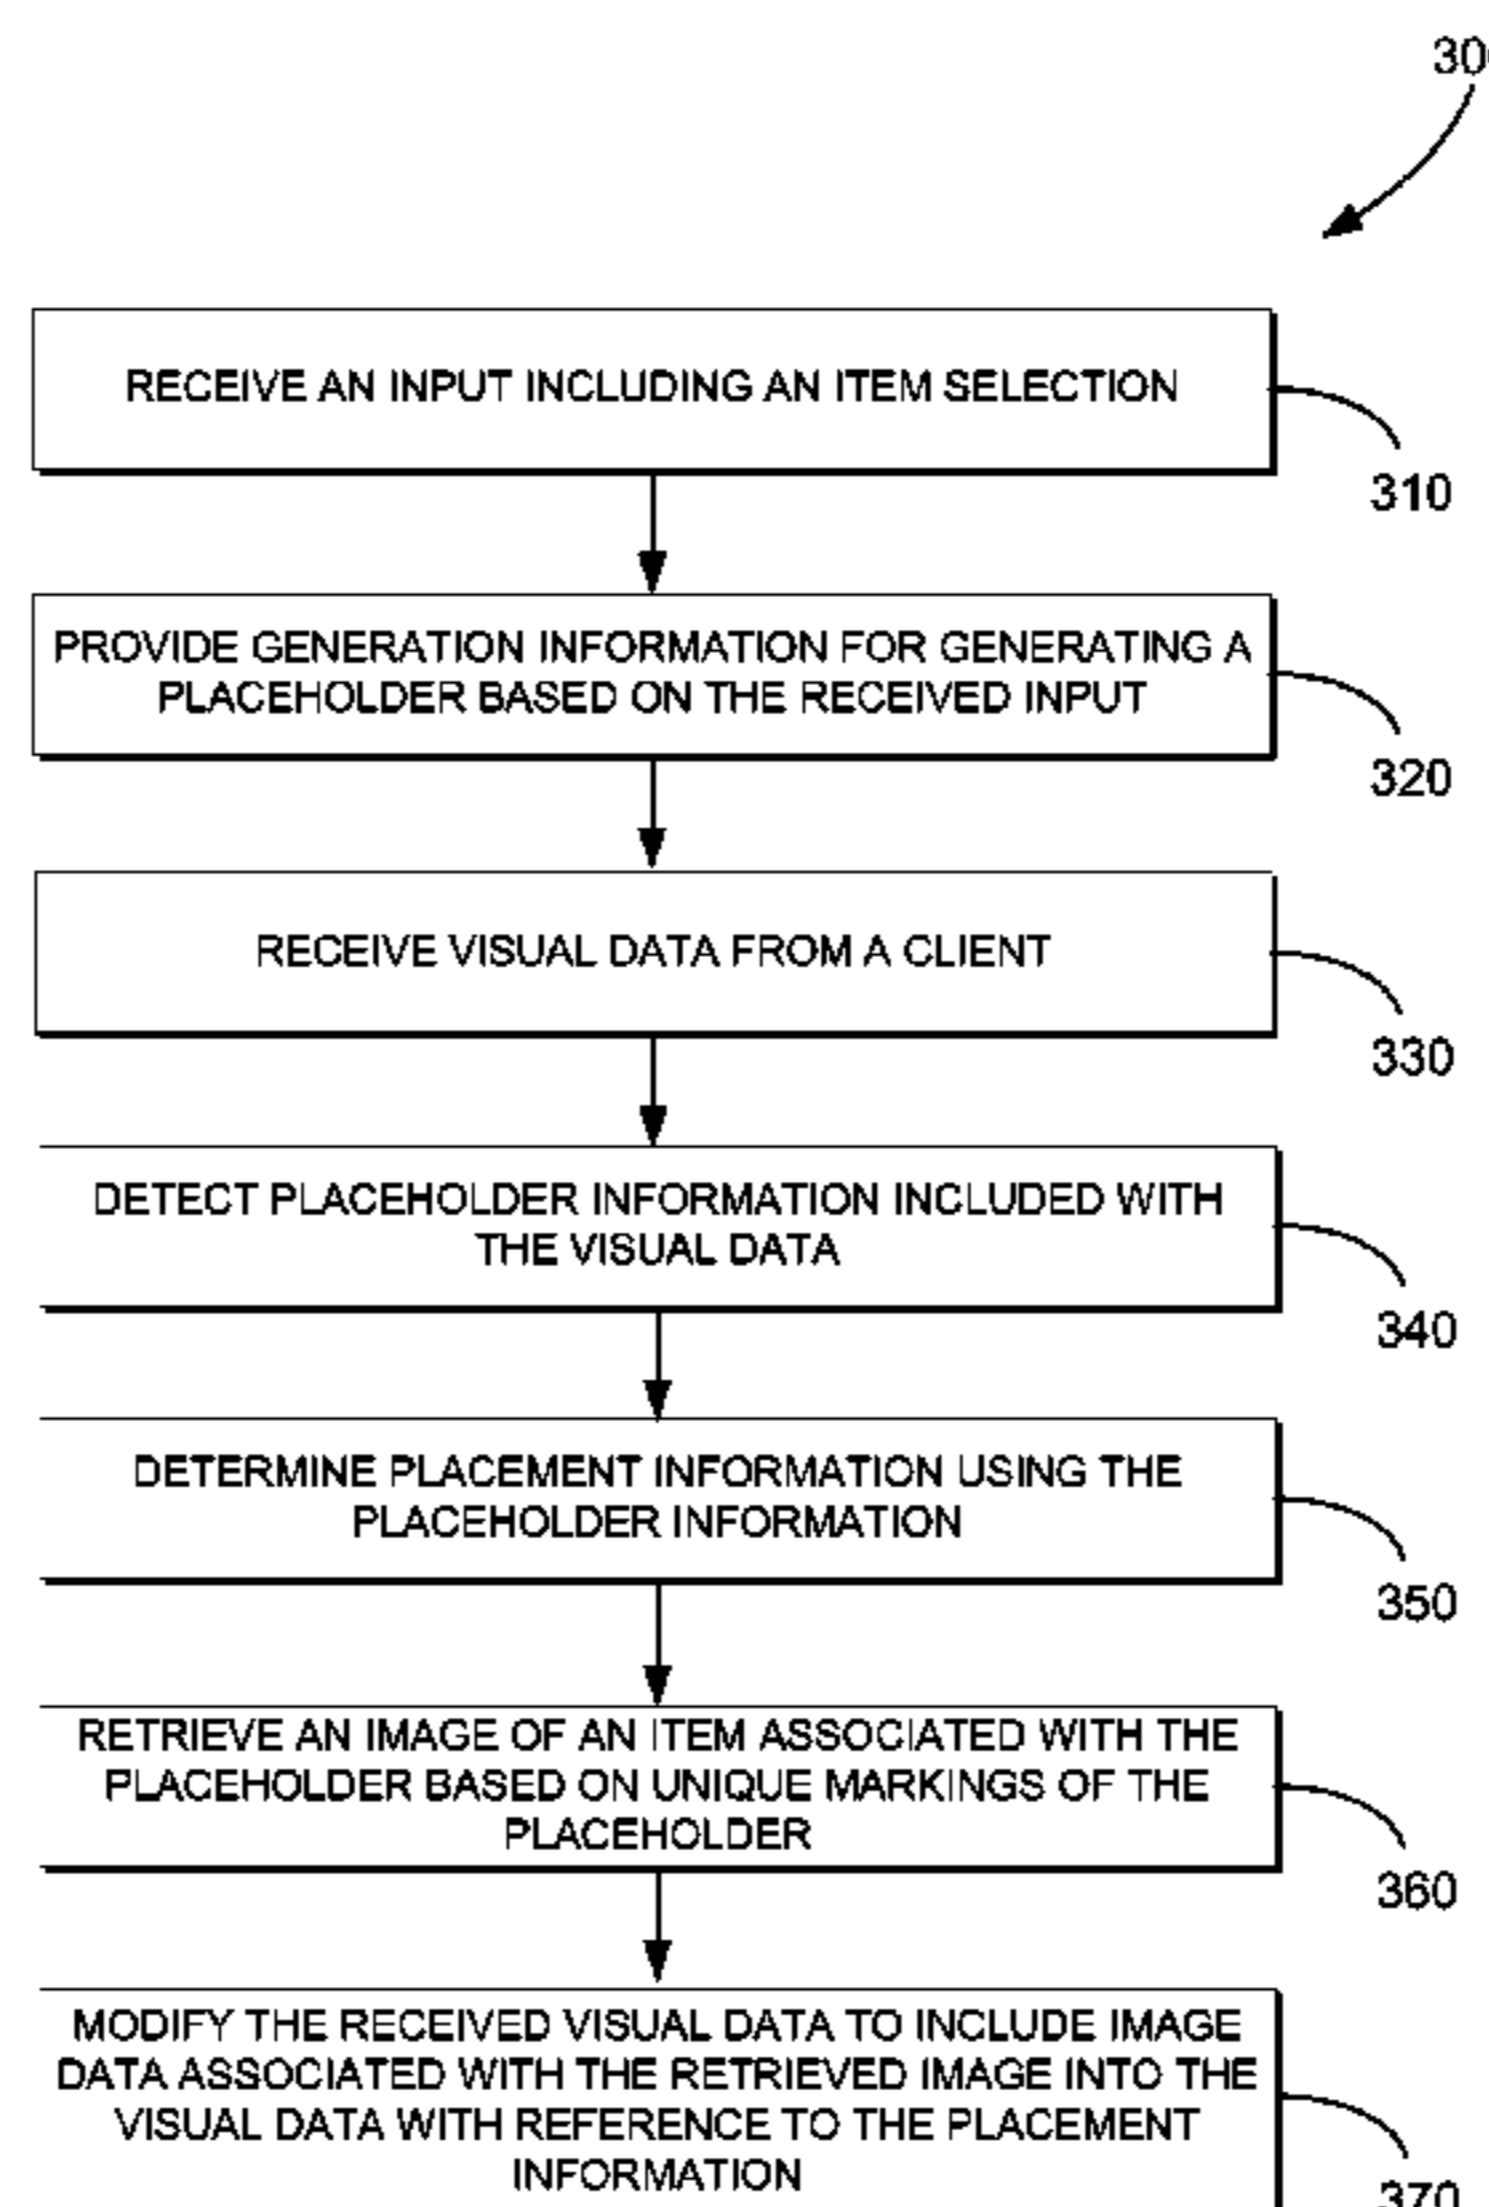 RECEIVE AN INPUT INCLUDING AN ITEM SELECTION
310
PROVIDE GENERATION INFORMATION FOR GENERATING A
PLACEHOLDER BASED ON THE RECEIVED INPUT
320
RECEIVE VISUAL DATA FROM A CLIENT
330
DETECT PLACEHOLDER INFORMATION INCLUDED WITH
THE VISUAL DATA
340
DETERMINE PLACEMENT INFORMATION USING THE
PLACEHOLDER INFORMATION
350
RETRIEVE AN IMAGE OF AN ITEM ASSOCIATED WITH THE
PLACEHOLDER BASED ON UNIQUE MARKINGS OF THE
PLACEHOLDER
360
MODIFY THE RECEIVED VISUAL DATA TO INCLUDE IMAGE
DATA ASSOCIATED WITH THE RETRIEVED IMAGE INTO THE
VISUAL DATA WITH REFERENCE TO THE PLACEMENT
INFORMATION
370